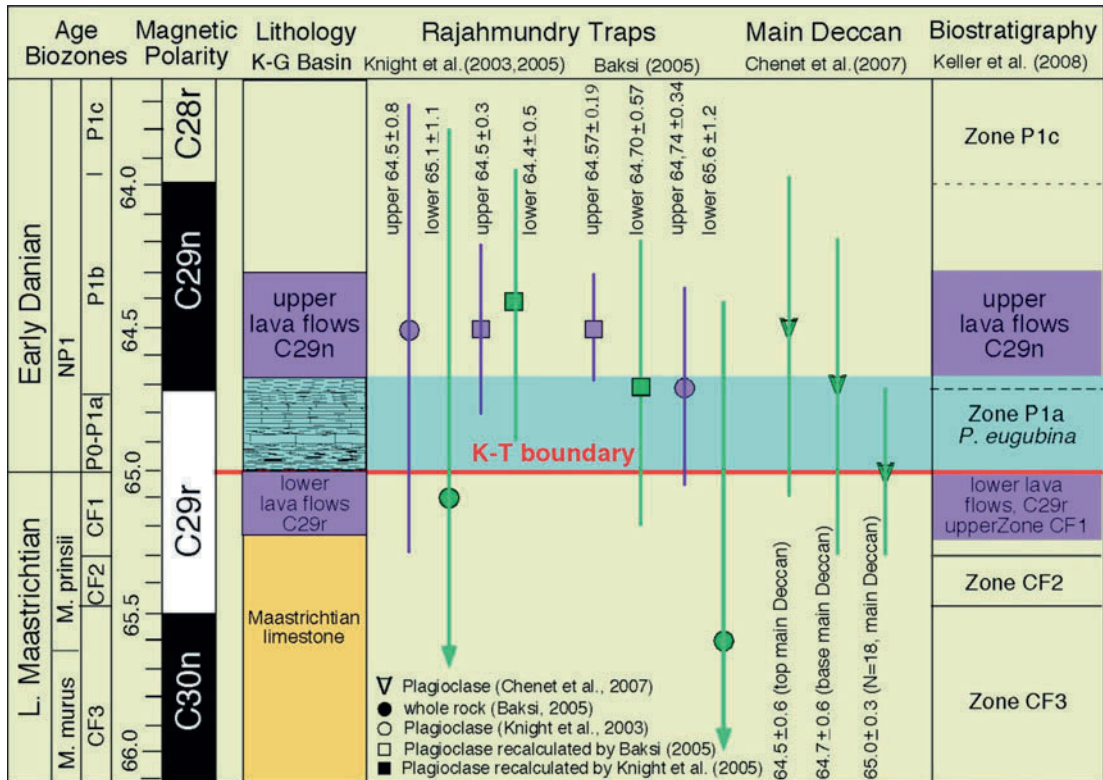 Age
Biozones
Magnetic
Polarity
Lithology
K-G Basin
Rajahmundry Traps
Knight et al.(2003,2005)
Baksi (2005)
Main Deccan
Chenet et al.(2007)
Biostratigraphy
Keller et al. (2008)
Early Danian
L. Maastrichtian
NP1
M. prinsii
M. murus
P1c
P1b
P0-P1a
CF1
CF2
CF3
64.0
64.5
65.0
65.5
66.0
C28r
C29n
C29r
C30n
upper
lava flows
C29n
lower
lava flows
C29r
Maastrichtian
limestone
upper 64.5±0.8
lower 65.1±1.1
upper 64.5±0.3
lower 64.4±0.5
upper 64.57±0.19
lower 64.70±0.57
upper 64,74±0.34
lower 65.6±1.2
K-T boundary
64.5±0.6 (top main Deccan)
64.7±0.6 (base main Deccan)
65.0±0.3 (N=18, main Deccan)
Plagioclase (Chenet et al., 2007)
whole rock (Baksi, 2005)
Plagioclase (Knight et al., 2003)
Plagioclase recalculated by Baksi (2005)
Plagioclase recalculated by Knight et al. (2005)
Zone P1c
upper
lava flows
C29n
Zone P1a
P. eugubina
lower lava
flows, C29r
upperZone CF1
Zone CF2
Zone CF3